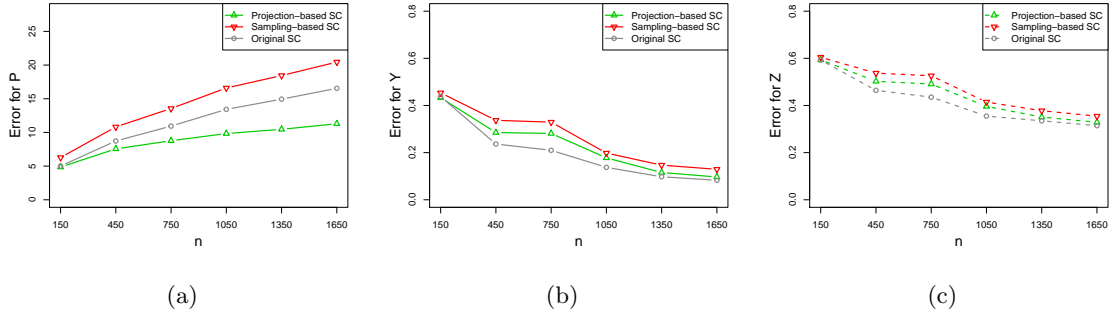 Projection-based SC
Sampling-based SC
Original SC
Error for P
0 5 10 15 20 25
150 450 750 1050 1350 1650
n
(a)
Projection-based SC
Sampling-based SC
Original SC
Error for Y
0.0 0.2 0.4 0.6 0.8
150 450 750 1050 1350 1650
n
(b)
Projection-based SC
Sampling-based SC
Original SC
Error for Z
0.0 0.2 0.4 0.6 0.8
150 450 750 1050 1350 1650
n
(c)